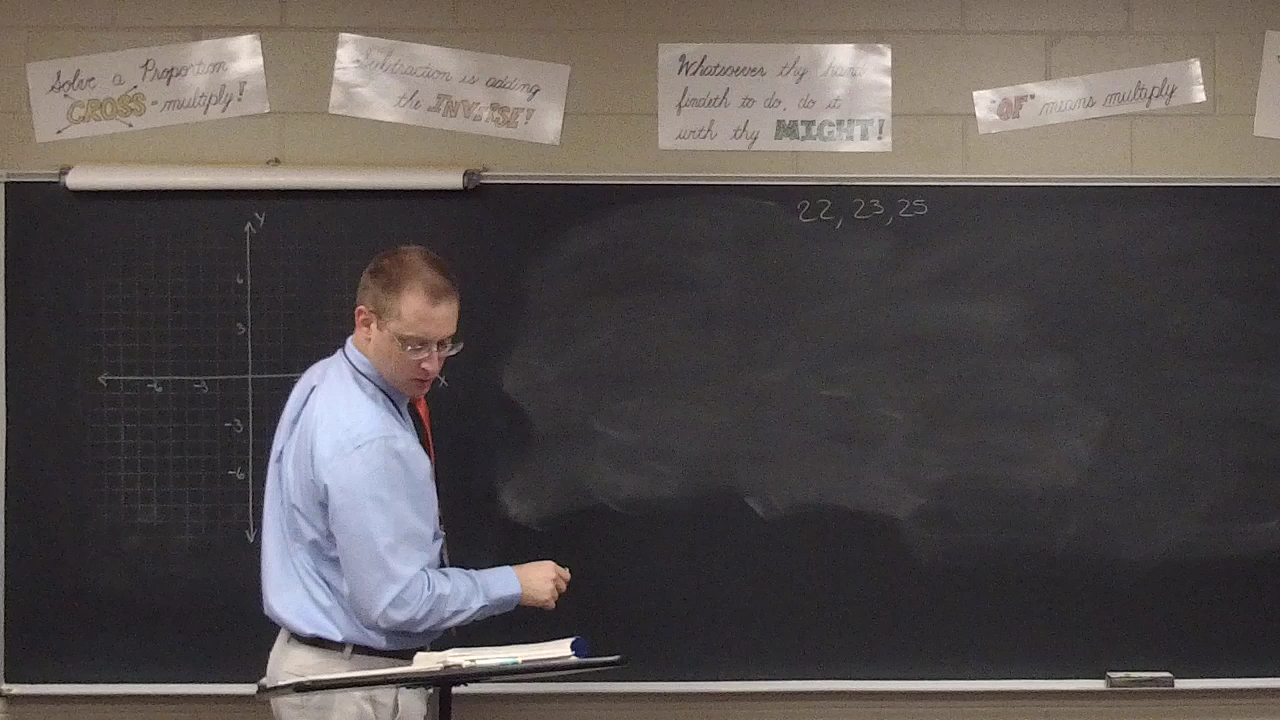 Solve a Proportion
CROSS-multiply!
Subtraction is adding
the INVERSE!
Whatsoever thy hand
findeth to do, do it
with thy MIGHT!
"OF" means multiply
22, 23, 25
y
6
3
-6 -3
x
-3
-6